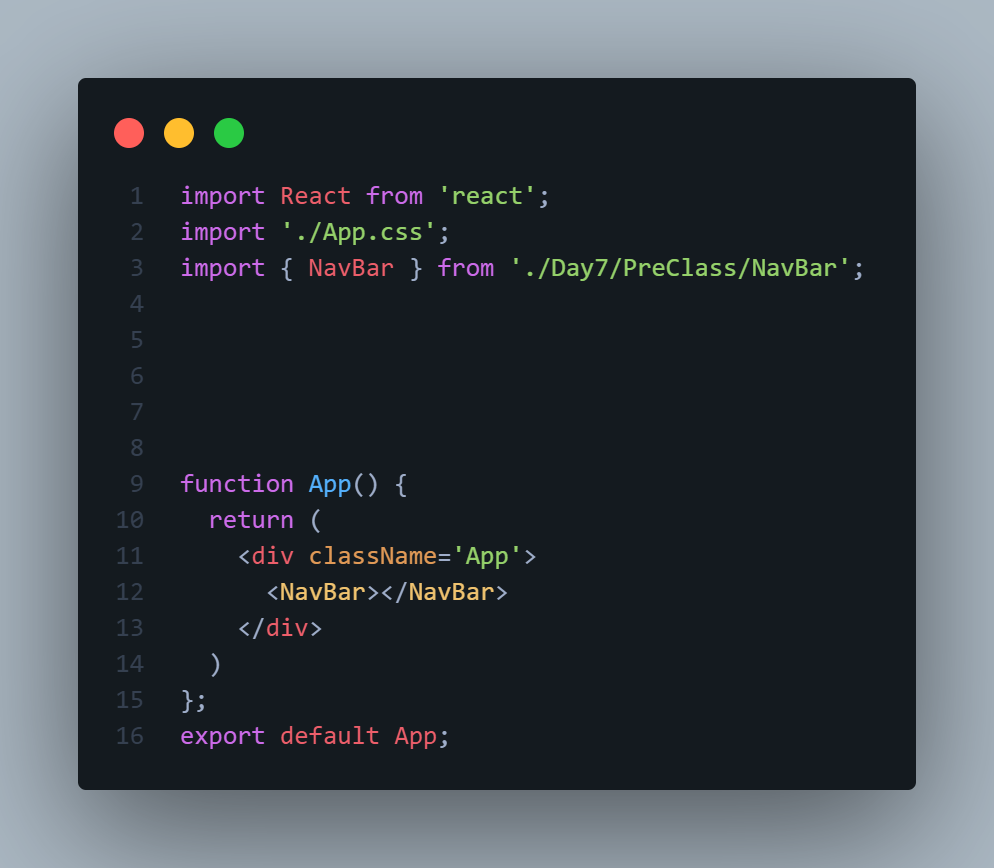 1 import React from 'react';
2 import './App.css';
3 import { NavBar } from './Day7/PreClass/NavBar';
4
5
6
7
8
9 function App() {
10   return (
11     <div className='App'>
12       <NavBar></NavBar>
13     </div>
14   )
15 };
16 export default App;